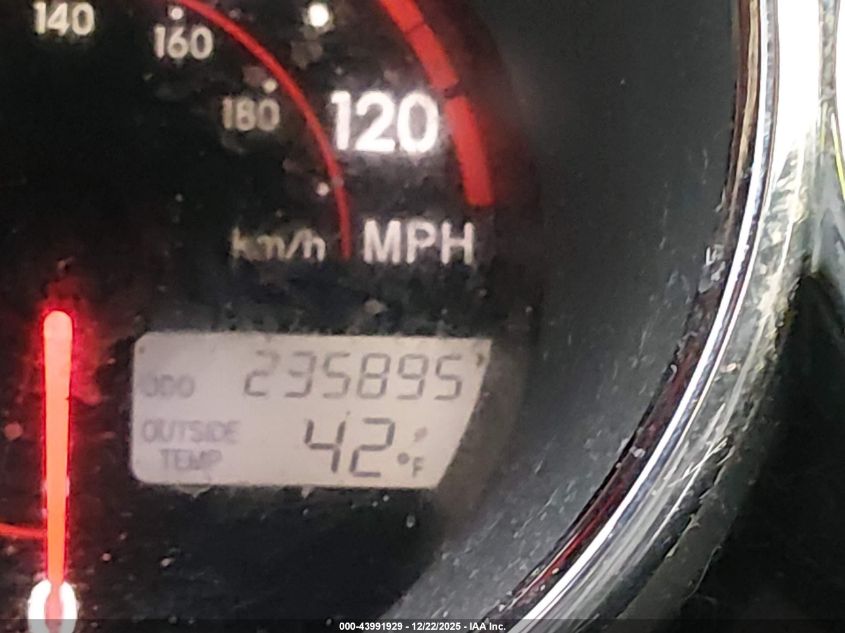 140
160
180
120
km/h MPH
ODO 235895
OUTSIDE TEMP 42°F
000-43991929 - 12/22/2025 - IAA Inc.